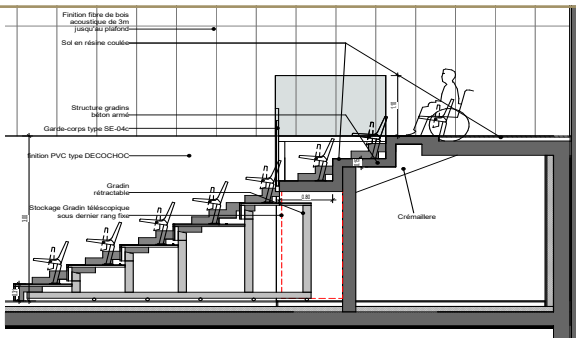 Finition fibre de bois
acoustique de 3m
jusqu'au plafond
Sol en résine coulée
Structure gradins
béton armé
Garde-corps type SE-04c
finition PVC type DECOCHOC
Gradin
rétractable
Stockage Gradin téléscopique
sous dernier rang fixe
Crémaillere